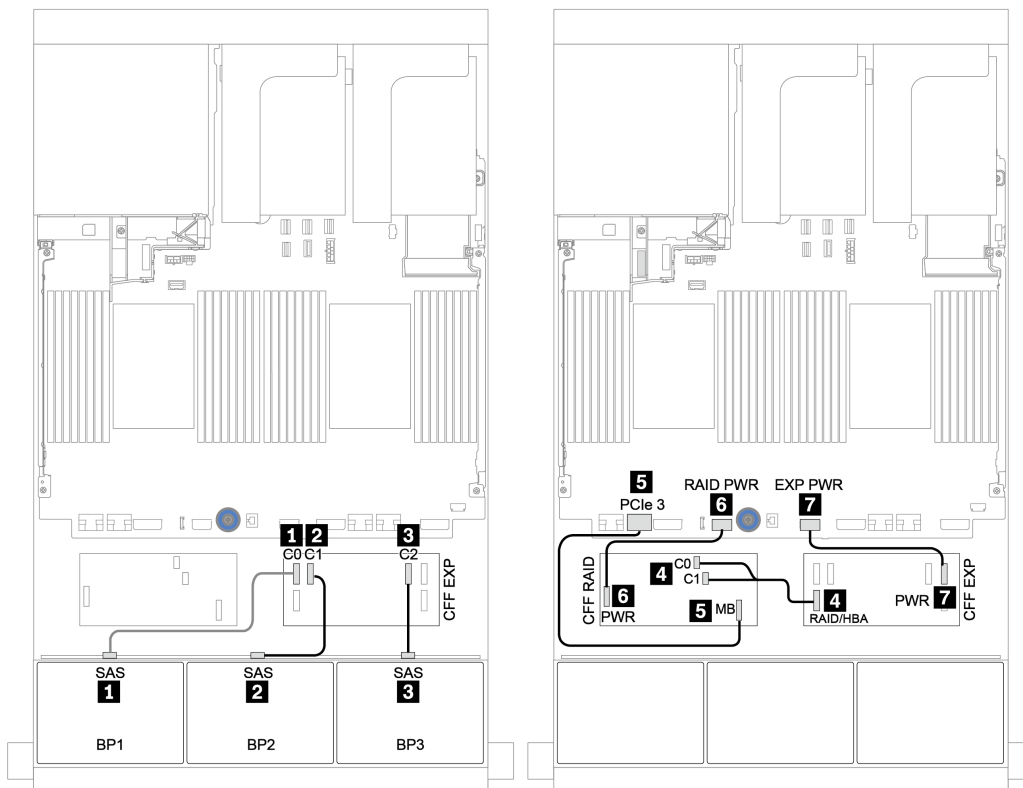 1 2 3
C0 C1 C2
CFF EXP
SAS SAS SAS
1 2 3
BP1 BP2 BP3
5 RAID PWR EXP PWR
PCIe 3 6 7
CFF RAID
C0
4
C1
6
PWR
5 MB
4
RAID/HBA
PWR 7
CFF EXP